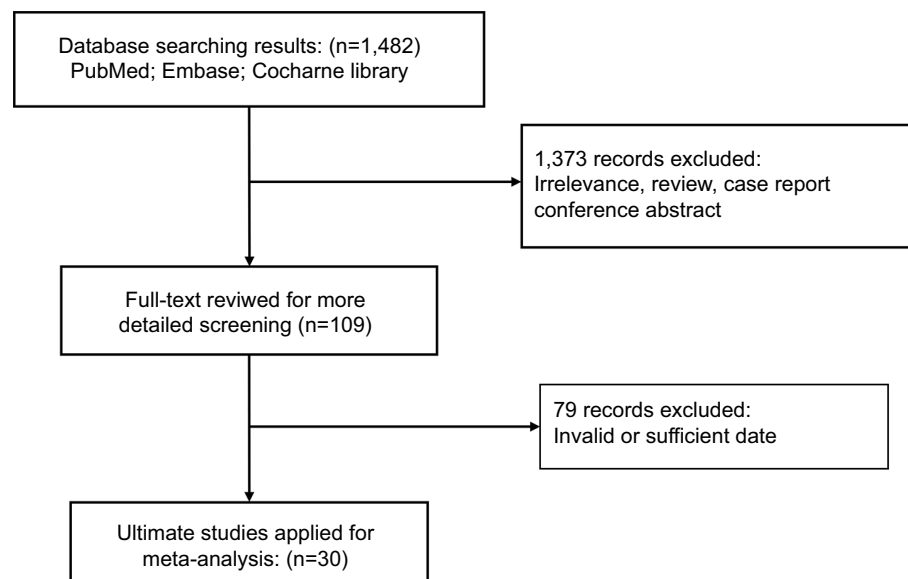 Database searching results: (n=1,482)
PubMed; Embase; Cocharne library
1,373 records excluded:
Irrelevance, review, case report
conference abstract
Full-text reviwed for more
detailed screening (n=109)
79 records excluded:
Invalid or sufficient date
Ultimate studies applied for
meta-analysis: (n=30)